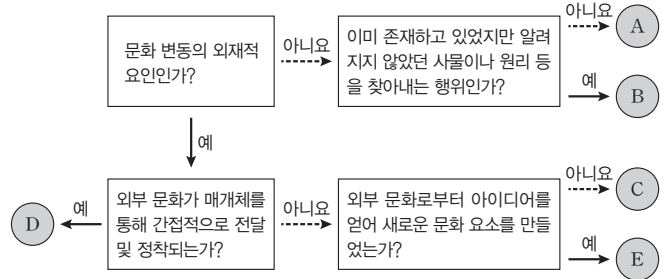 문화 변동의 외재적
요인인가?
아니요
이미 존재하고 있었지만 알려
지지 않았던 사물이나 원리 등
을 찾아내는 행위인가?
아니요
A
예
B
예
D
예
외부 문화가 매개체를
통해 간접적으로 전달
및 정착되는가?
아니요
외부 문화로부터 아이디어를
얻어 새로운 문화 요소를 만들
었는가?
아니요
C
예
E